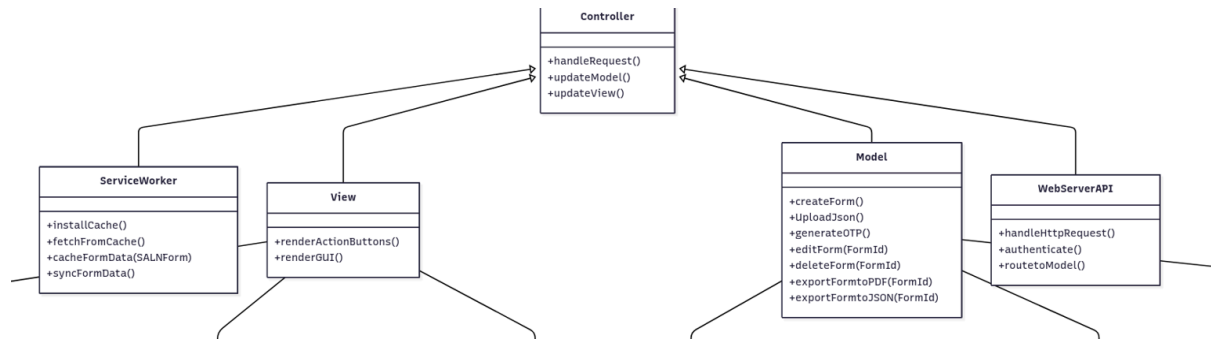 Controller
+handleRequest()
+updateModel()
+updateView()
ServiceWorker
+installCache()
+fetchFromCache()
+cacheFormData(SALNForm)
+syncFormData()
View
+renderActionButtons()
+renderGUI()
Model
+createForm()
+UploadJson()
+generateOTP()
+editForm(FormId)
+deleteForm(FormId)
+exportFormtoPDF(FormId)
+exportFormtoJSON(FormId)
WebServerAPI
+handleHttpRequest()
+authenticate()
+routetoModel()